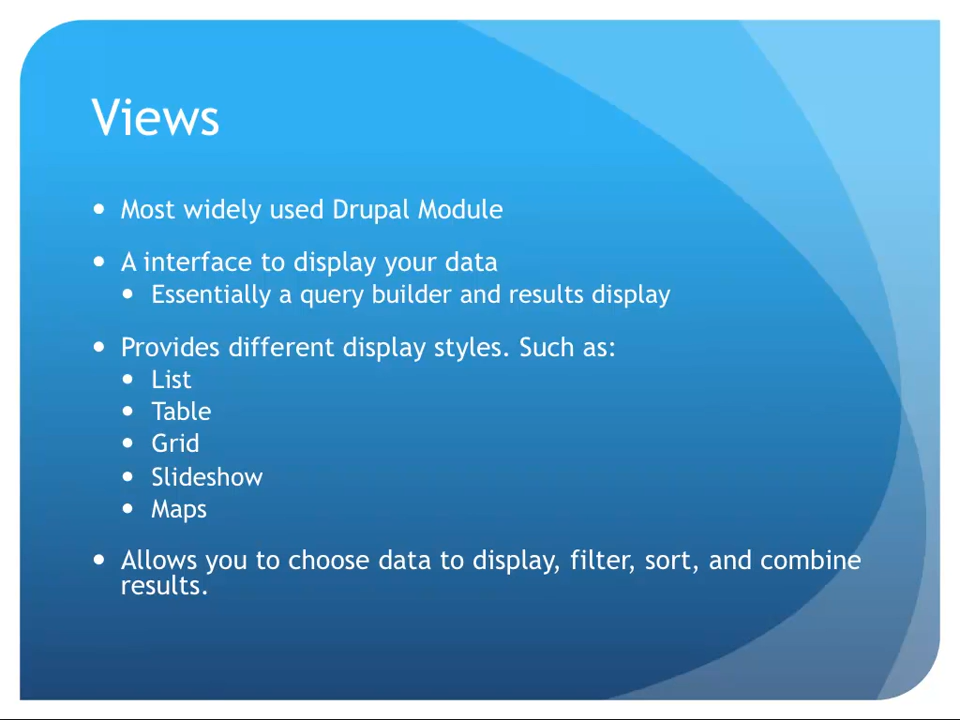 Views
• Most widely used Drupal Module
• A interface to display your data
• Essentially a query builder and results display
• Provides different display styles. Such as:
• List
• Table
• Grid
• Slideshow
• Maps
• Allows you to choose data to display, filter, sort, and combine
results.